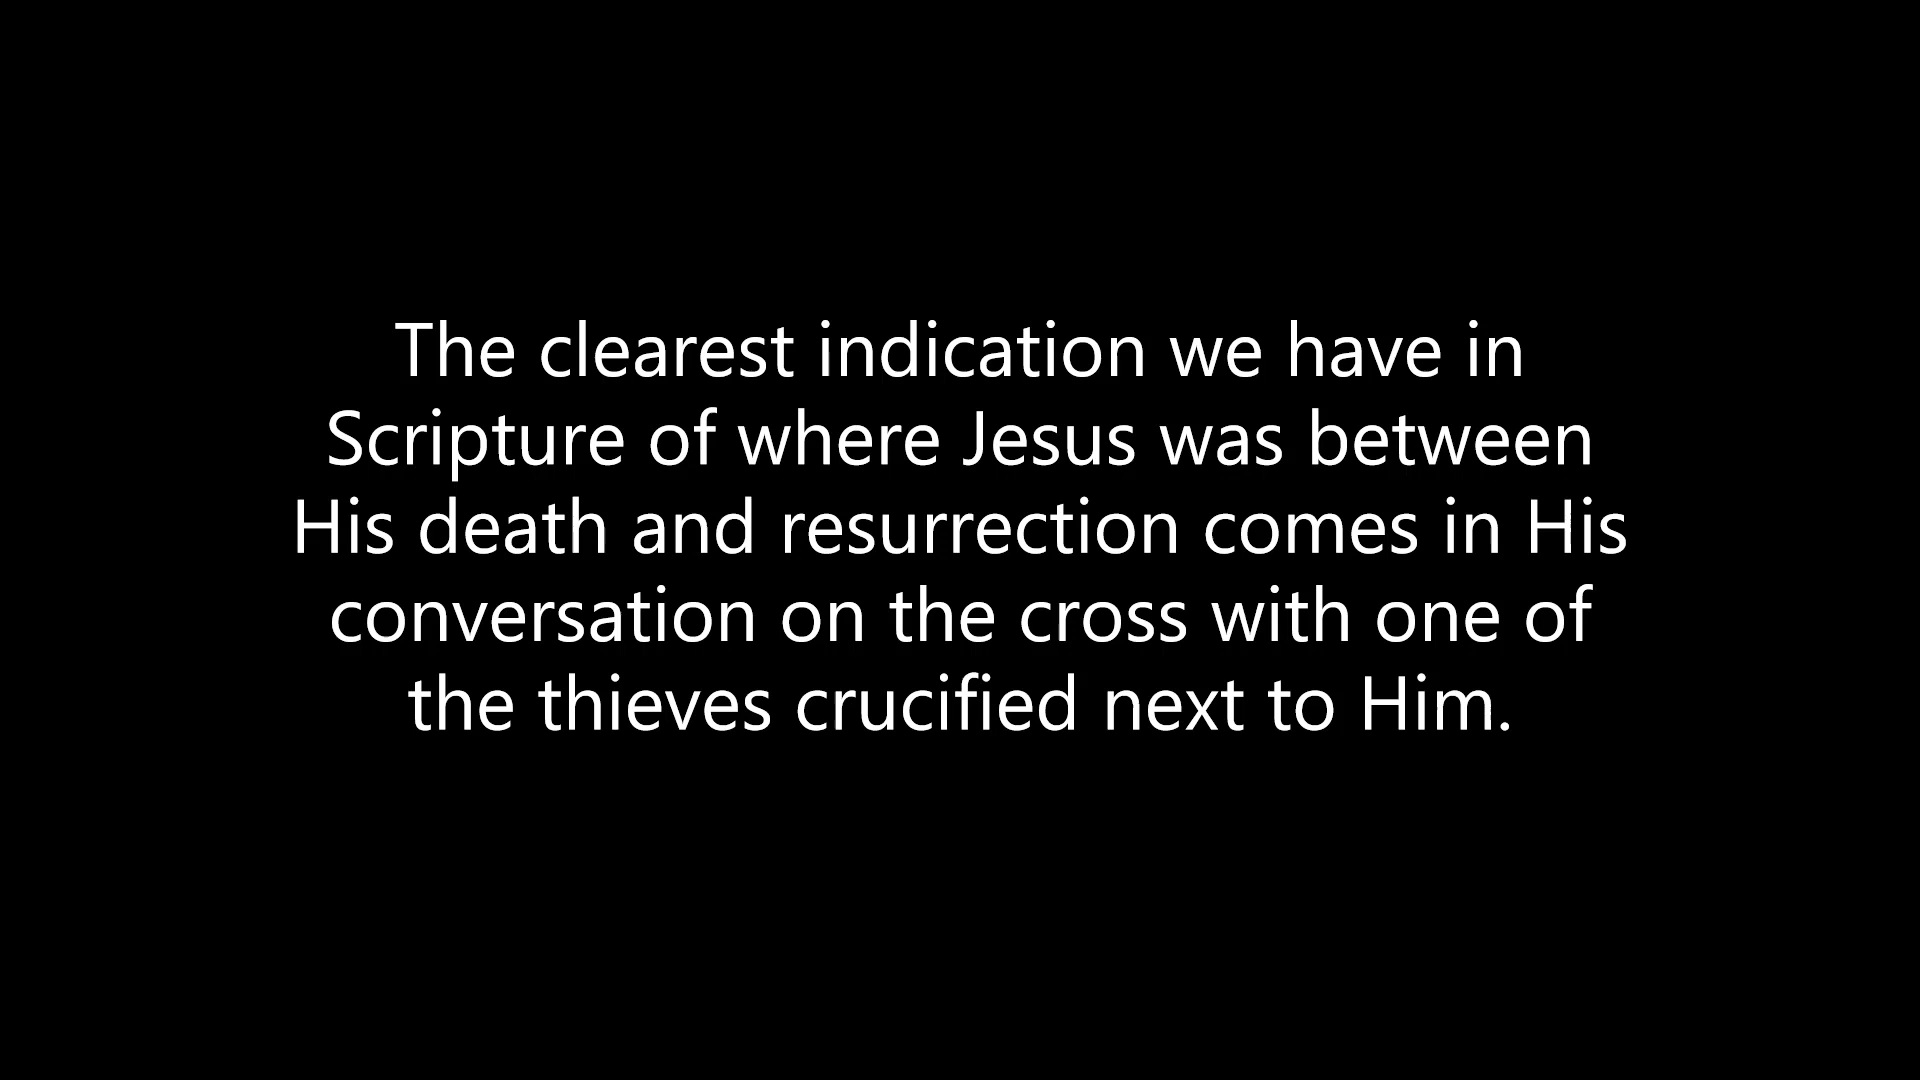 The clearest indication we have in
Scripture of where Jesus was between
His death and resurrection comes in His
conversation on the cross with one of
the thieves crucified next to Him.